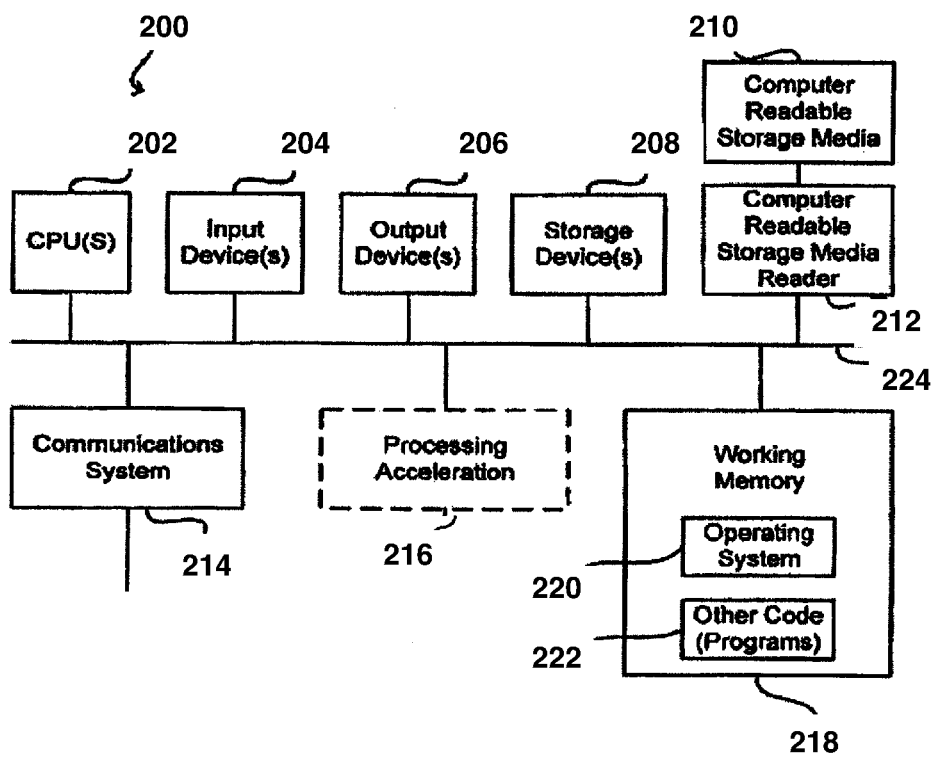 200
210
Computer
Readable
Storage Media
202
204
206
208
CPU(S)
Input
Device(s)
Output
Device(s)
Storage
Device(s)
Computer
Readable
Storage Media
Reader
212
224
Communications
System
Processing
Acceleration
Working
Memory
214
216
Operating
System
220
Other Code
(Programs)
222
218